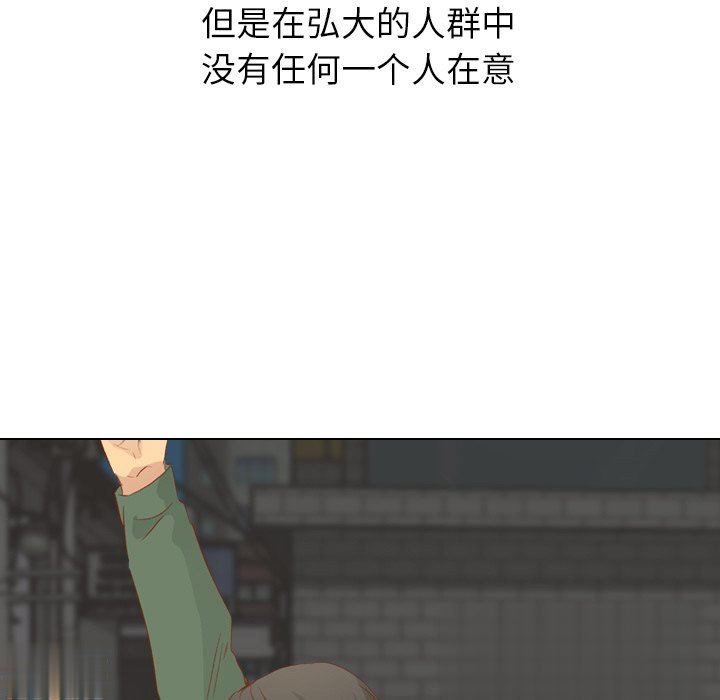 但是在弘大的人群中
没有任何一个人在意